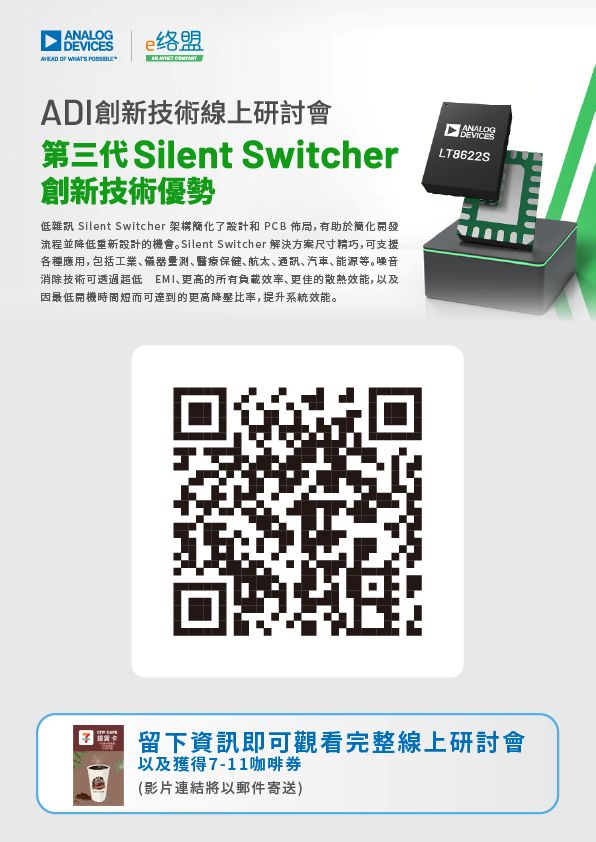 ANALOG
DEVICES
AHEAD OF WHAT'S POSSIBLE™
e络盟
AN AVNET COMPANY
ADI創新技術線上研討會
第三代 Silent Switcher
創新技術優勢
低雜訊 Silent Switcher 架構簡化了設計和 PCB 佈局,有助於簡化開發
流程並降低重新設計的機會。Silent Switcher 解決方案尺寸精巧,可支援
各種應用,包括工業、儀器量測、醫療保健、航太、通訊、汽車、能源等。噪音
消除技術可透過超低 EMI、更高的所有負載效率、更佳的散熱效能,以及
因最低開機時間短而可達到的更高降壓比率,提升系統效能。
ANALOG
DEVICES
LT8622S
CITY CAFE
提貨卡
留下資訊即可觀看完整線上研討會
以及獲得7-11咖啡券
(影片連結將以郵件寄送)